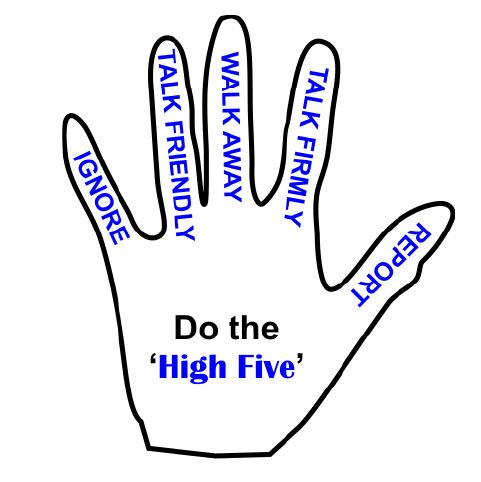 IGNORE
TALK FRIENDLY
WALK AWAY
TALK FIRMLY
REPORT
Do the
‘High Five’